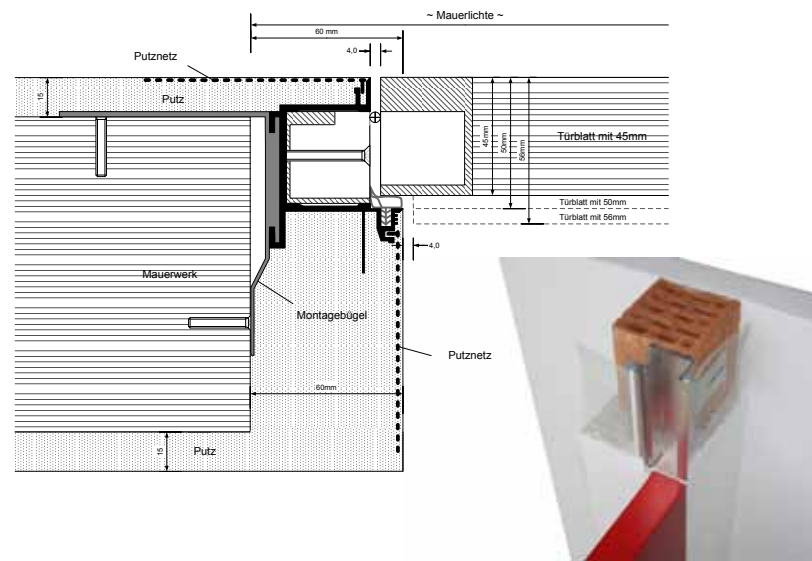 ~ Mauerlichte ~
60 mm
4,0
Putznetz
15
Putz
45mm
50mm
56mm
Türblatt mit 45mm
Türblatt mit 50mm
Türblatt mit 56mm
4,0
Mauerwerk
Montagebügel
Putznetz
60mm
15
Putz